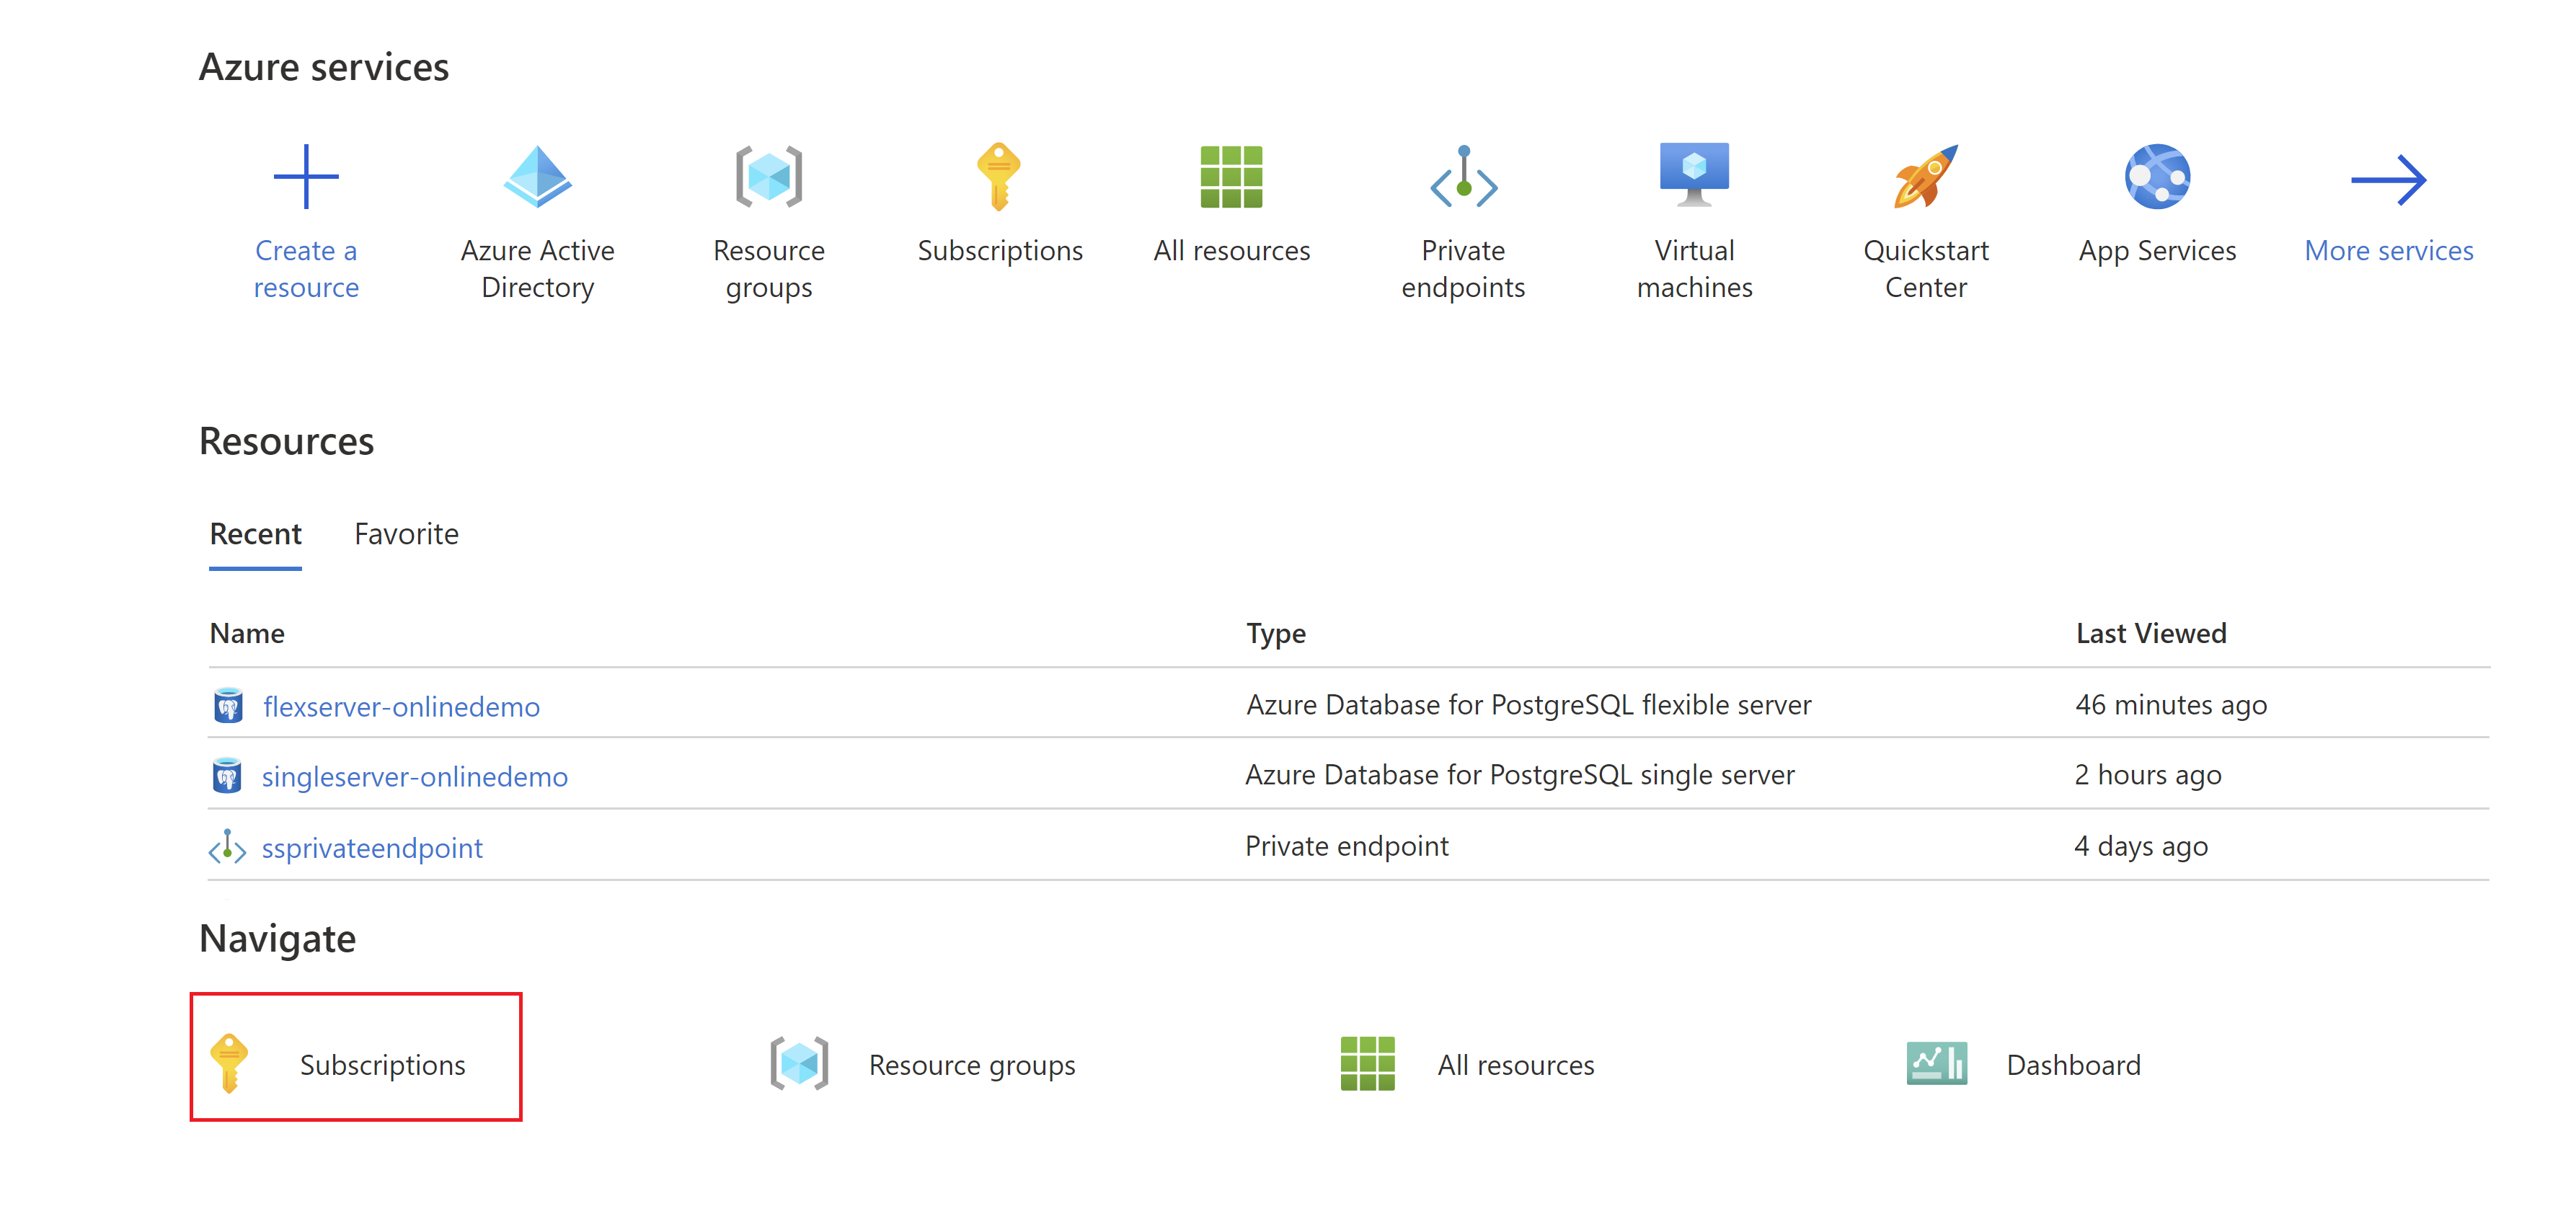 Azure services
Create a
resource
Azure Active
Directory
Resource
groups
Subscriptions
All resources
Private
endpoints
Virtual
machines
Quickstart
Center
App Services
More services
Resources
Recent Favorite
Name Type Last Viewed
flexserver-onlinedemo Azure Database for PostgreSQL flexible server 46 minutes ago
singleserver-onlinedemo Azure Database for PostgreSQL single server 2 hours ago
ssprivateendpoint Private endpoint 4 days ago
Navigate
Subscriptions Resource groups All resources Dashboard